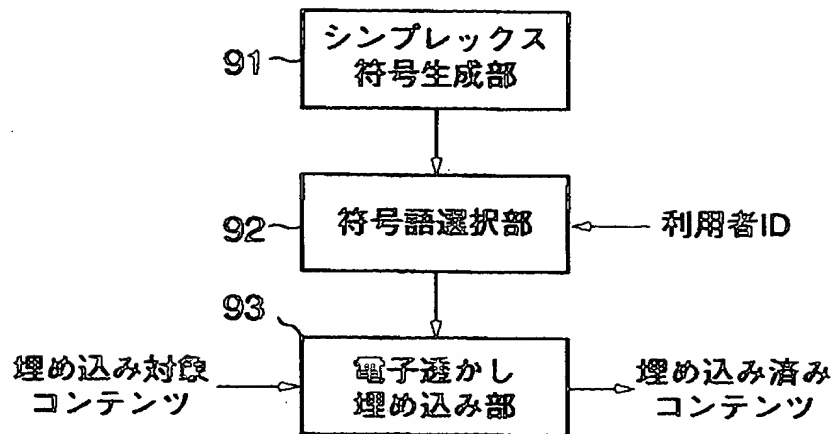 シンプレックス
符号生成部
91
符号語選択部
92
利用者ID
93
埋め込み対象
コンテンツ
電子透かし
埋め込み部
埋め込み済み
コンテンツ